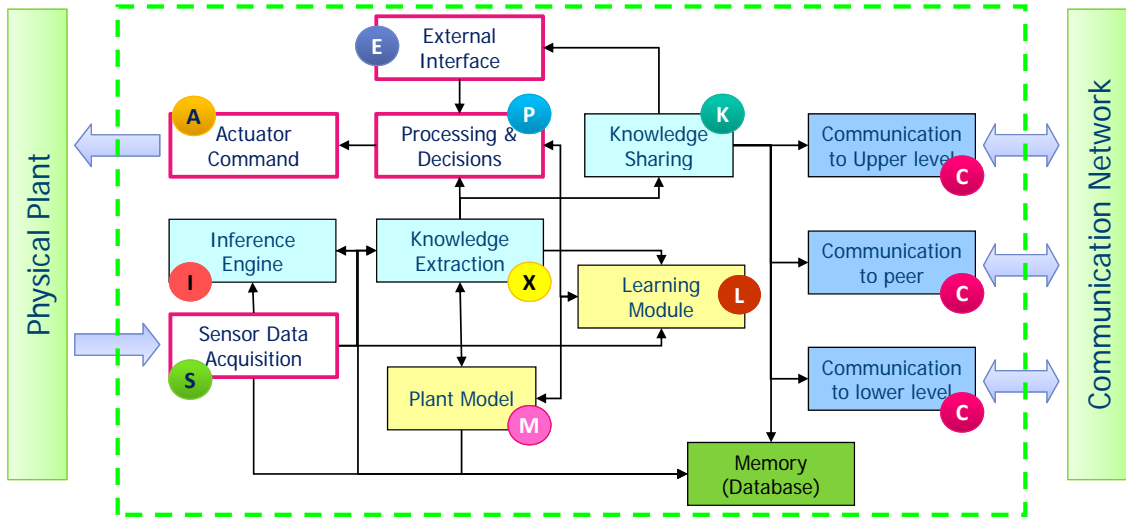 Physical Plant
E
External
Interface
A
Actuator
Command
P
Processing &
Decisions
K
Knowledge
Sharing
Communication
to Upper level
C
Inference
Engine
I
Knowledge
Extraction
X
Learning
Module
L
Communication
to peer
C
Sensor Data
Acquisition
S
Plant Model
M
Communication
to lower level
C
Memory
(Database)
Communication Network